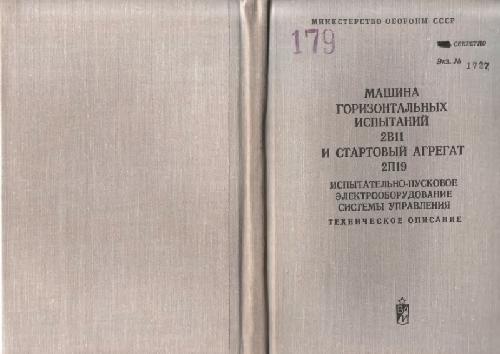 МИНИСТЕРСТВО ОБОРОНЫ СССР
179
СЕКРЕТНО
Экз. № 1727
МАШИНА
ГОРИЗОНТАЛЬНЫХ
ИСПЫТАНИЙ
2В11
И СТАРТОВЫЙ АГРЕГАТ
2П19
ИСПЫТАТЕЛЬНО-ПУСКОВОЕ
ЭЛЕКТРООБОРУДОВАНИЕ
СИСТЕМЫ УПРАВЛЕНИЯ
ТЕХНИЧЕСКОЕ ОПИСАНИЕ